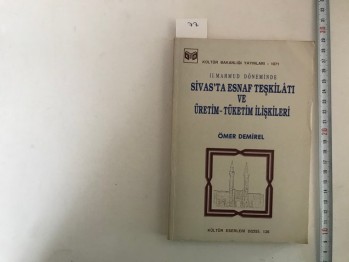 KÜLTÜR BAKANLIĞI YAYINLARI : 1071
II. MAHMUD DÖNEMİNDE
SİVAS'TA ESNAF TEŞKİLÂTI
VE
ÜRETİM-TÜKETİM İLİŞKİLERİ
ÖMER DEMİREL
KÜLTÜR ESERLERİ DİZİSİ